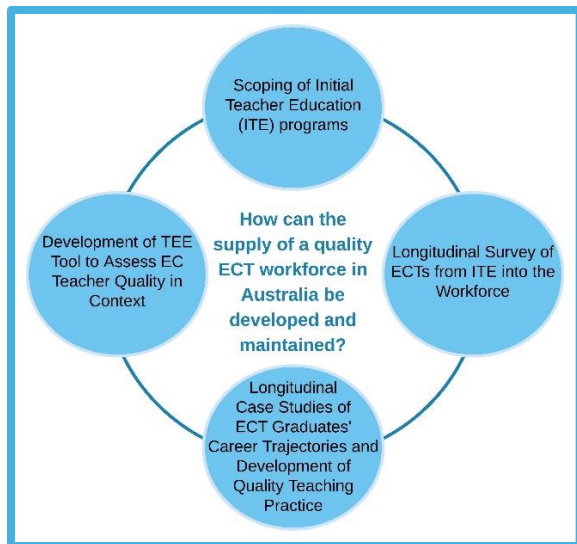 Scoping of Initial
Teacher Education
(ITE) programs
How can the
supply of a quality
ECT workforce in
Australia be
developed and
maintained?
Longitudinal Survey of
ECTs from ITE into the
Workforce
Longitudinal
Case Studies of
ECT Graduates'
Career Trajectories and
Development of
Quality Teaching
Practice
Development of TEE
Tool to Assess EC
Teacher Quality in
Context